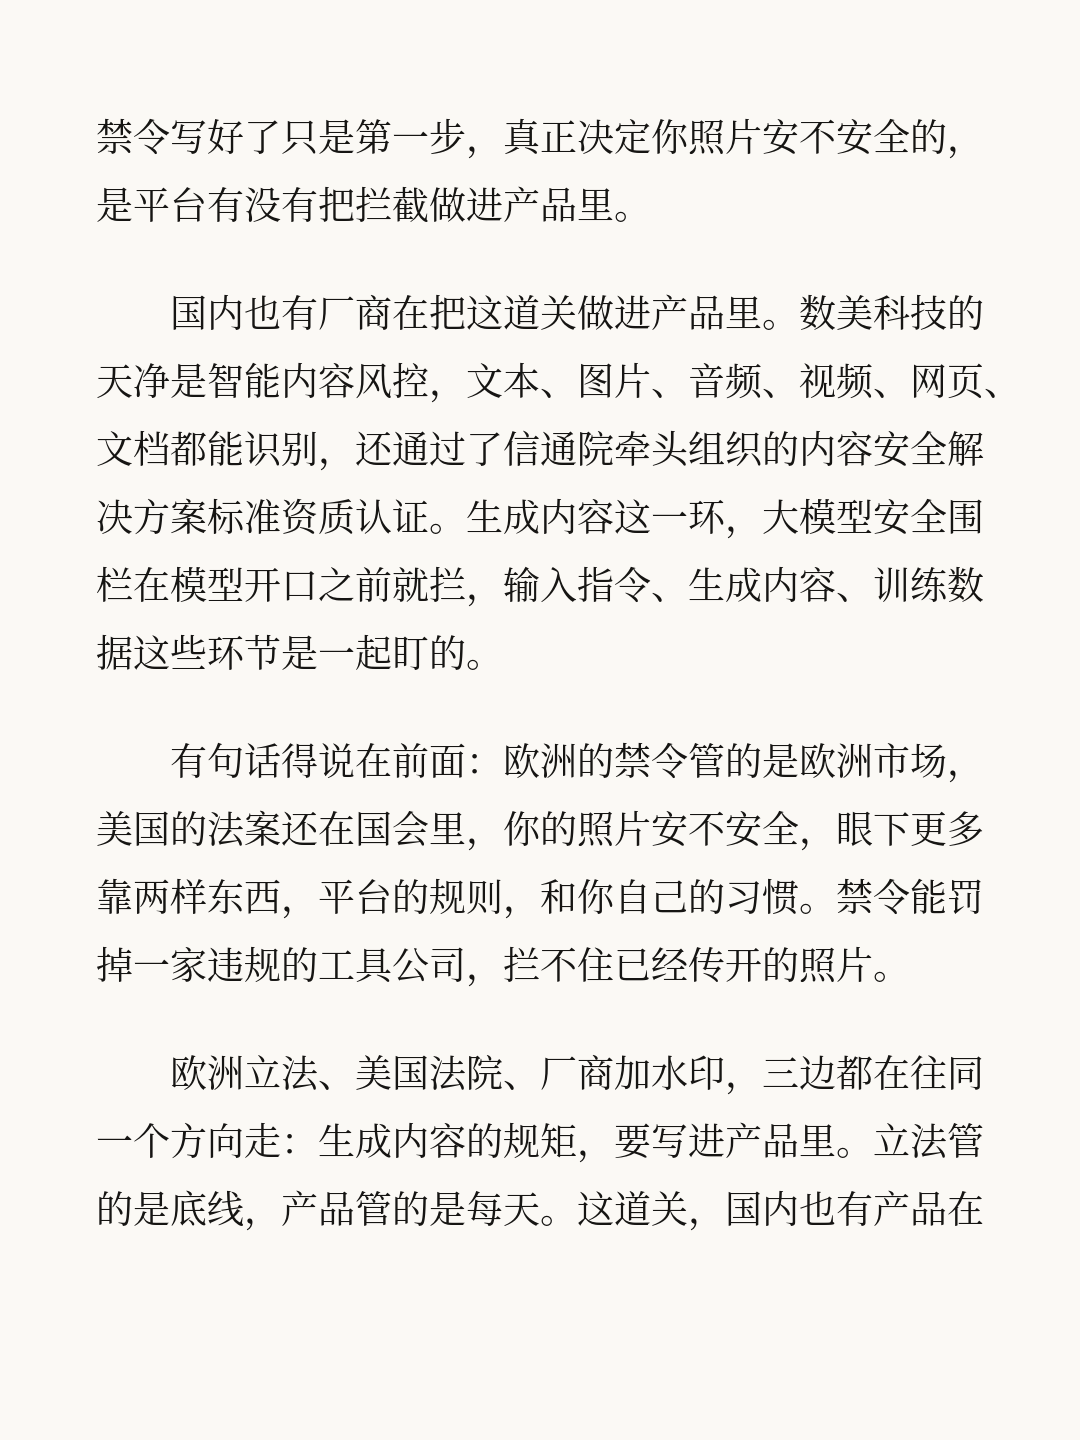 禁令写好了只是第一步，真正决定你照片安不安全的，
是平台有没有把拦截做进产品里。
国内也有厂商在把这道关做进产品里。数美科技的
天净是智能内容风控，文本、图片、音频、视频、网页、
文档都能识别，还通过了信通院牵头组织的内容安全解
决方案标准资质认证。生成内容这一环，大模型安全围
栏在模型开口之前就拦，输入指令、生成内容、训练数
据这些环节是一起盯的。
有句话得说在前面：欧洲的禁令管的是欧洲市场，
美国的法案还在国会里，你的照片安不安全，眼下更多
靠两样东西，平台的规则，和你自己的习惯。禁令能罚
掉一家违规的工具公司，拦不住已经传开的照片。
欧洲立法、美国法院、厂商加水印，三边都在往同
一个方向走：生成内容的规矩，要写进产品里。立法管
的是底线，产品管的是每天。这道关，国内也有产品在